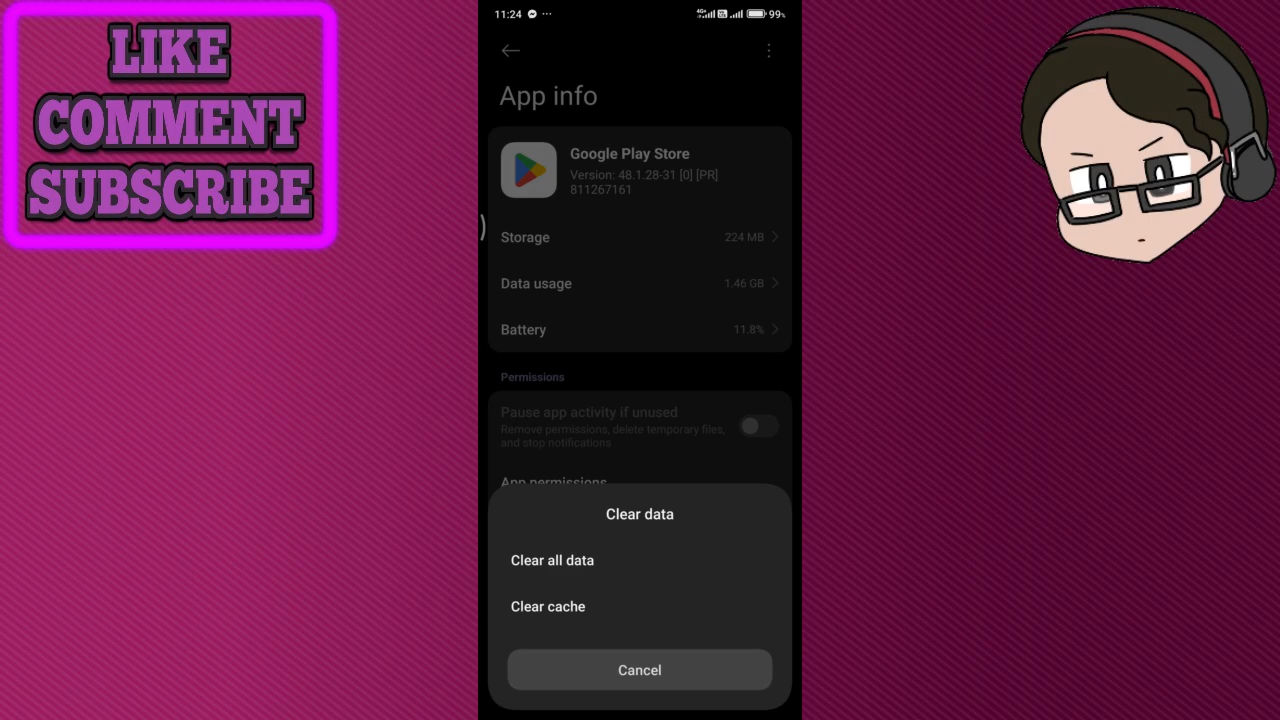 LIKE
COMMENT
SUBSCRIBE
11:24 ···
4G+ 99%
App info
Google Play Store
Version: 48.1.28-31 [0] [PR]
811267161
Storage 224 MB
Data usage 1.46 GB
Battery 11.8%
Permissions
Pause app activity if unused
Remove permissions, delete temporary files,
and stop notifications
App permissions
Clear data
Clear all data
Clear cache
Cancel